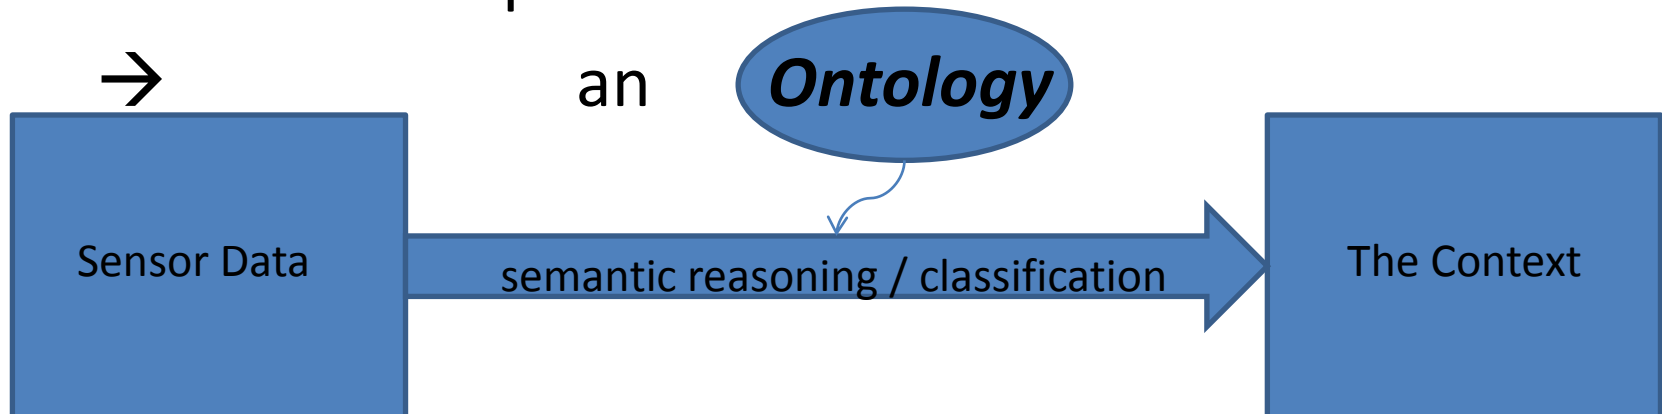 → an Ontology
Sensor Data
semantic reasoning / classification
The Context